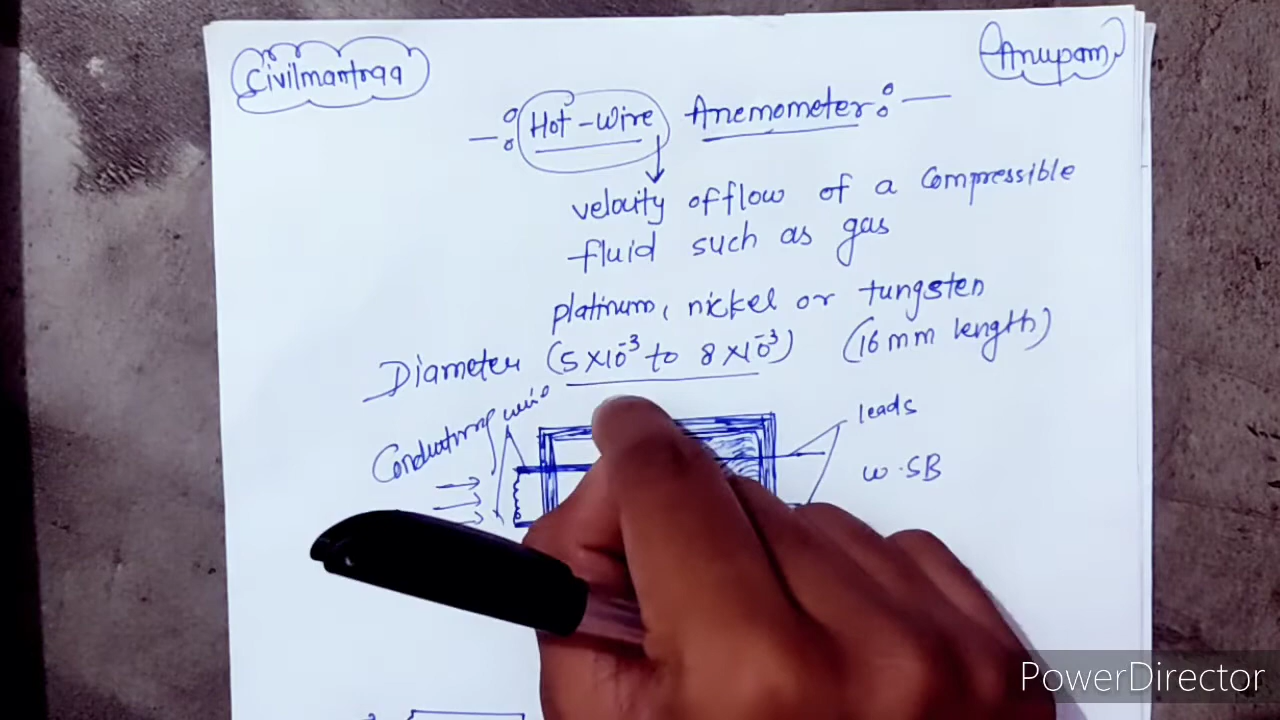 Civilmantraa
Anupam
Hot-wire Anemometer
velocity of flow of a compressible
fluid such as gas
platinum, nickel or tungsten
Diameter (5×10⁻³ to 8×10⁻³) (16 mm length)
Conducting wire
leads
W.SB
PowerDirector